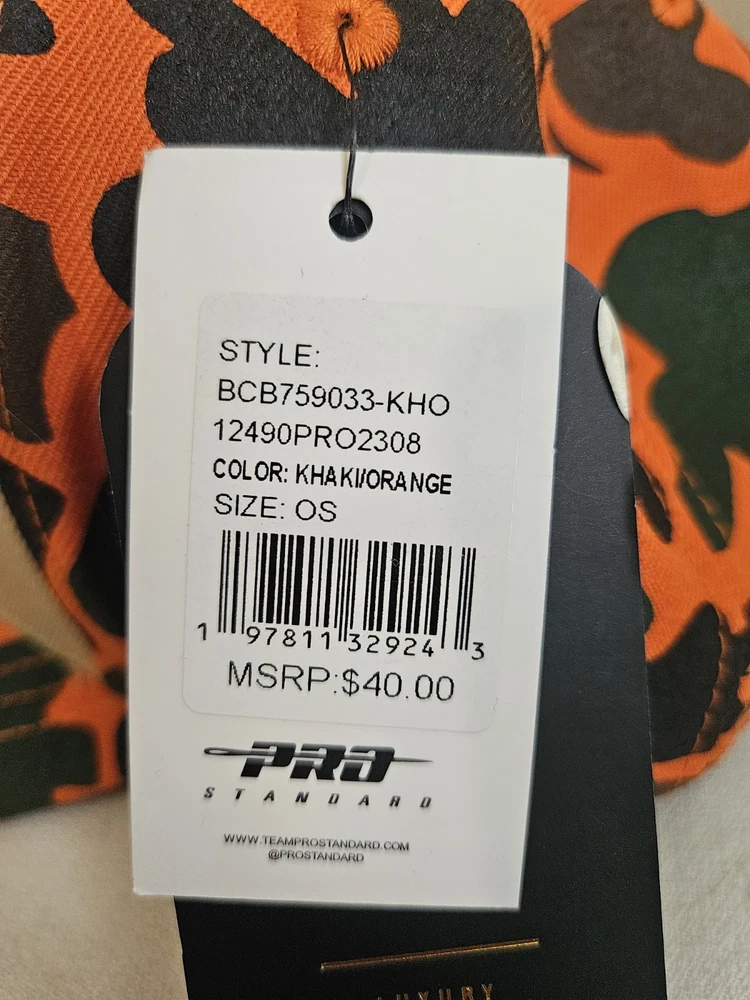 STYLE:
BCB759033-KHO
12490PRO2308
COLOR: KHAKI/ORANGE
SIZE: OS
1 97811 32924 3
MSRP:$40.00
PRO
STANDARD
WWW.TEAMPROSTANDARD.COM
@PROSTANDARD
LUXURY